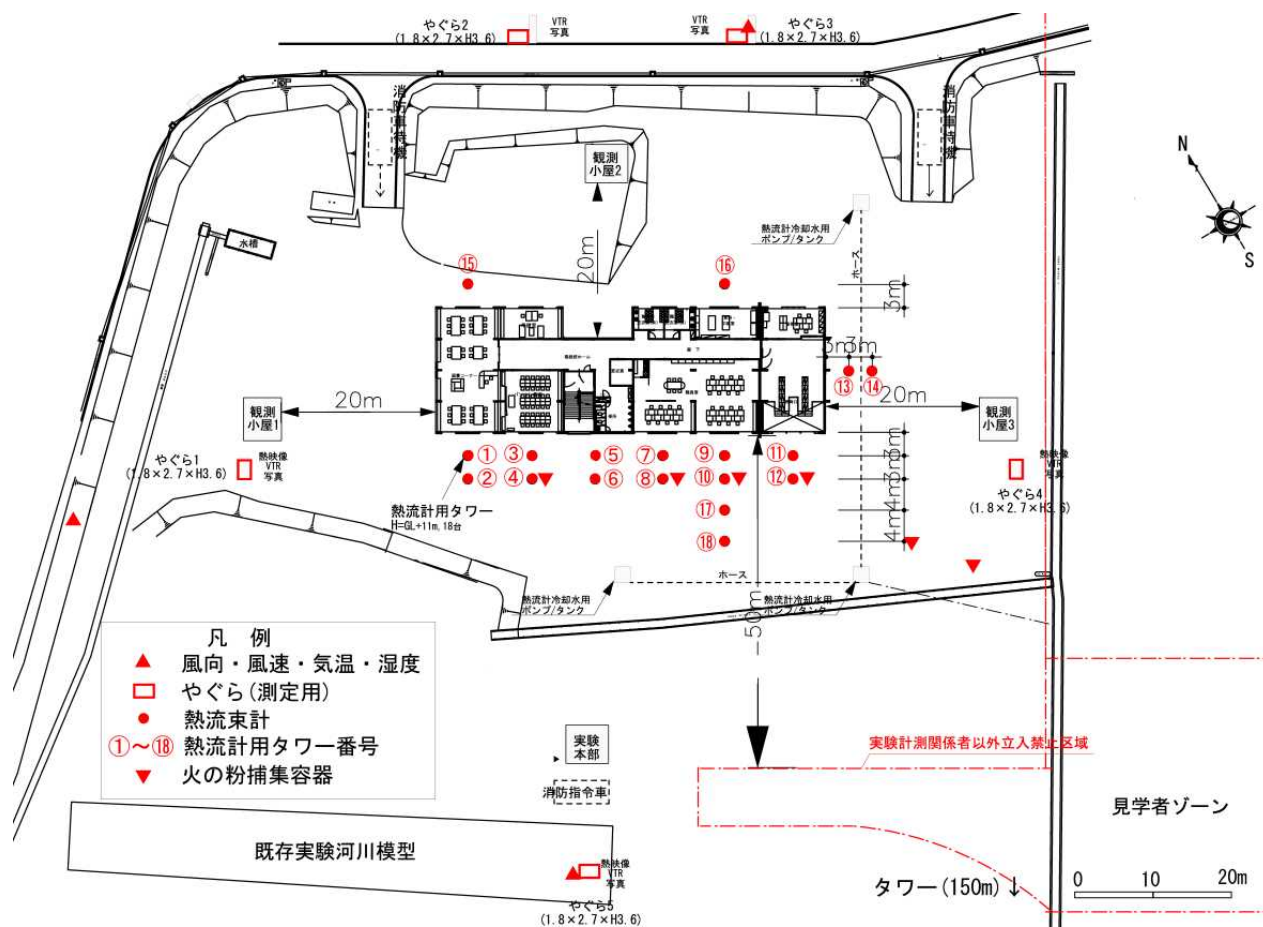 やぐら2
(1.8×2.7×H3.6)
VTR
写真
VTR
写真
やぐら3
(1.8×2.7×H3.6)
消防車待機
消防車待機
観測
小屋2
N
S
水槽
熱流計冷却水用
ポンプ/タンク
ホース
⑮
⑯
20m
3m
3m
3m
⑬
⑭
20m
20m
観測
小屋1
観測
小屋3
やぐら1
(1.8×2.7×H3.6)
熱映像
VTR
写真
①
③
⑤
⑦
⑨
⑪
②
④
⑥
⑧
⑩
⑫
⑰
⑱
3m
3m
4m
4m
熱映像
VTR
写真
やぐら4
(1.8×2.7×H3.6)
熱流計用タワー
H=GL+11m,18台
ホース
熱流計冷却水用
ポンプ/タンク
熱流計冷却水用
ポンプ/タンク
50m
凡 例
風向・風速・気温・湿度
やぐら(測定用)
熱流束計
①～⑱ 熱流計用タワー番号
火の粉捕集容器
実験
本部
消防指令車
実験計測関係者以外立入禁止区域
見学者ゾーン
既存実験河川模型
熱映像
VTR
写真
やぐら5
(1.8×2.7×H3.6)
タワー(150m)↓
0 10 20m